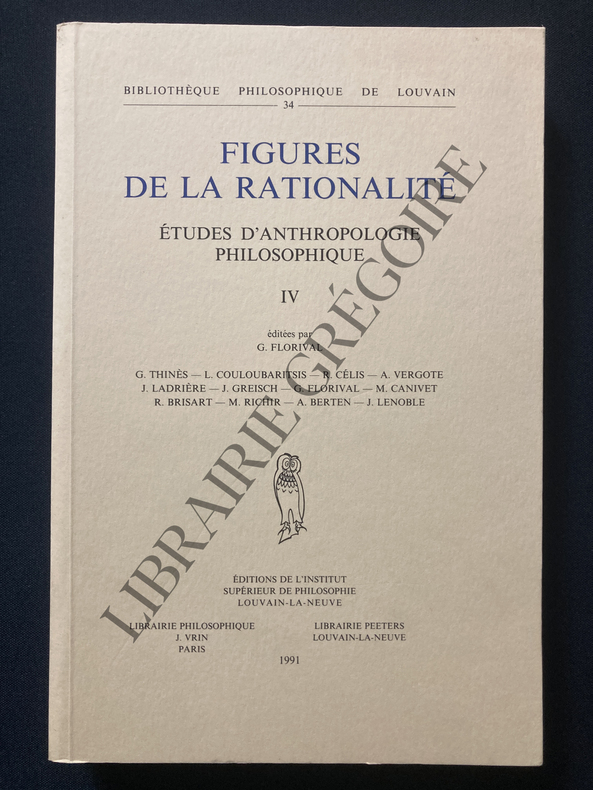 BIBLIOTHÈQUE PHILOSOPHIQUE DE LOUVAIN
34
FIGURES
DE LA RATIONALITÉ
ÉTUDES D'ANTHROPOLOGIE
PHILOSOPHIQUE
IV
éditées par
G. FLORIVAL
G. THINÈS — L. COULOUBARITSIS — R. CÉLIS — A. VERGOTE
J. LADRIÈRE — J. GREISCH — G. FLORIVAL — M. CANIVET
R. BRISART — M. RICHIR — A. BERTEN — J. LENOBLE
ÉDITIONS DE L'INSTITUT
SUPÉRIEUR DE PHILOSOPHIE
LOUVAIN-LA-NEUVE
LIBRAIRIE PHILOSOPHIQUE
J. VRIN
PARIS
LIBRAIRIE PEETERS
LOUVAIN-LA-NEUVE
1991
LIBRAIRIE GRÉGOIRE